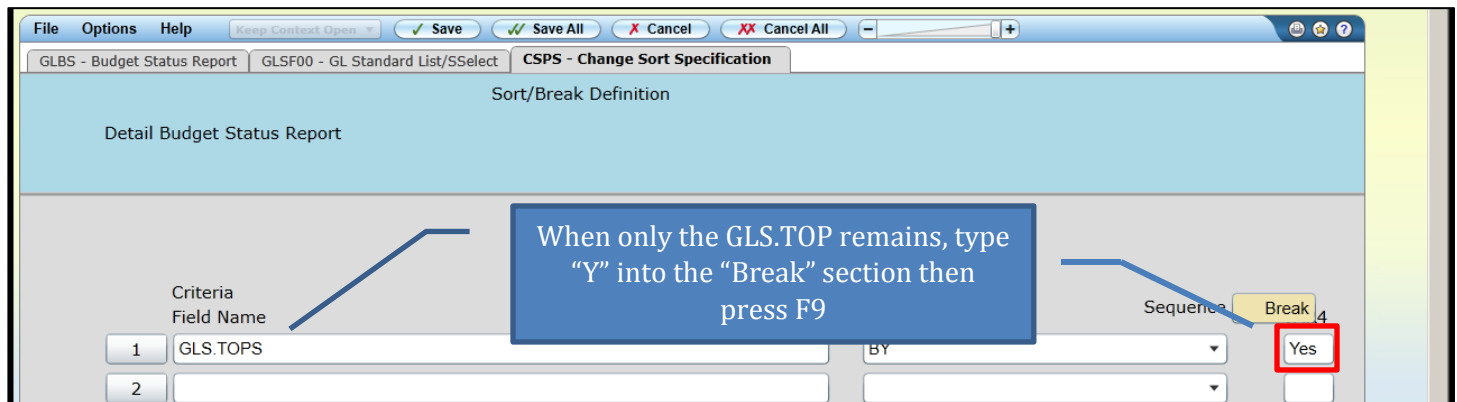 File Options Help Keep Context Open Save Save All Cancel Cancel All - + ?
GLBS - Budget Status Report GLSF00 - GL Standard List/SSelect CSPS - Change Sort Specification
Sort/Break Definition
Detail Budget Status Report
When only the GLS.TOP remains, type
“Y” into the “Break” section then
press F9
Criteria
Field Name Sequence Break 4
1 GLS.TOPS BY Yes
2